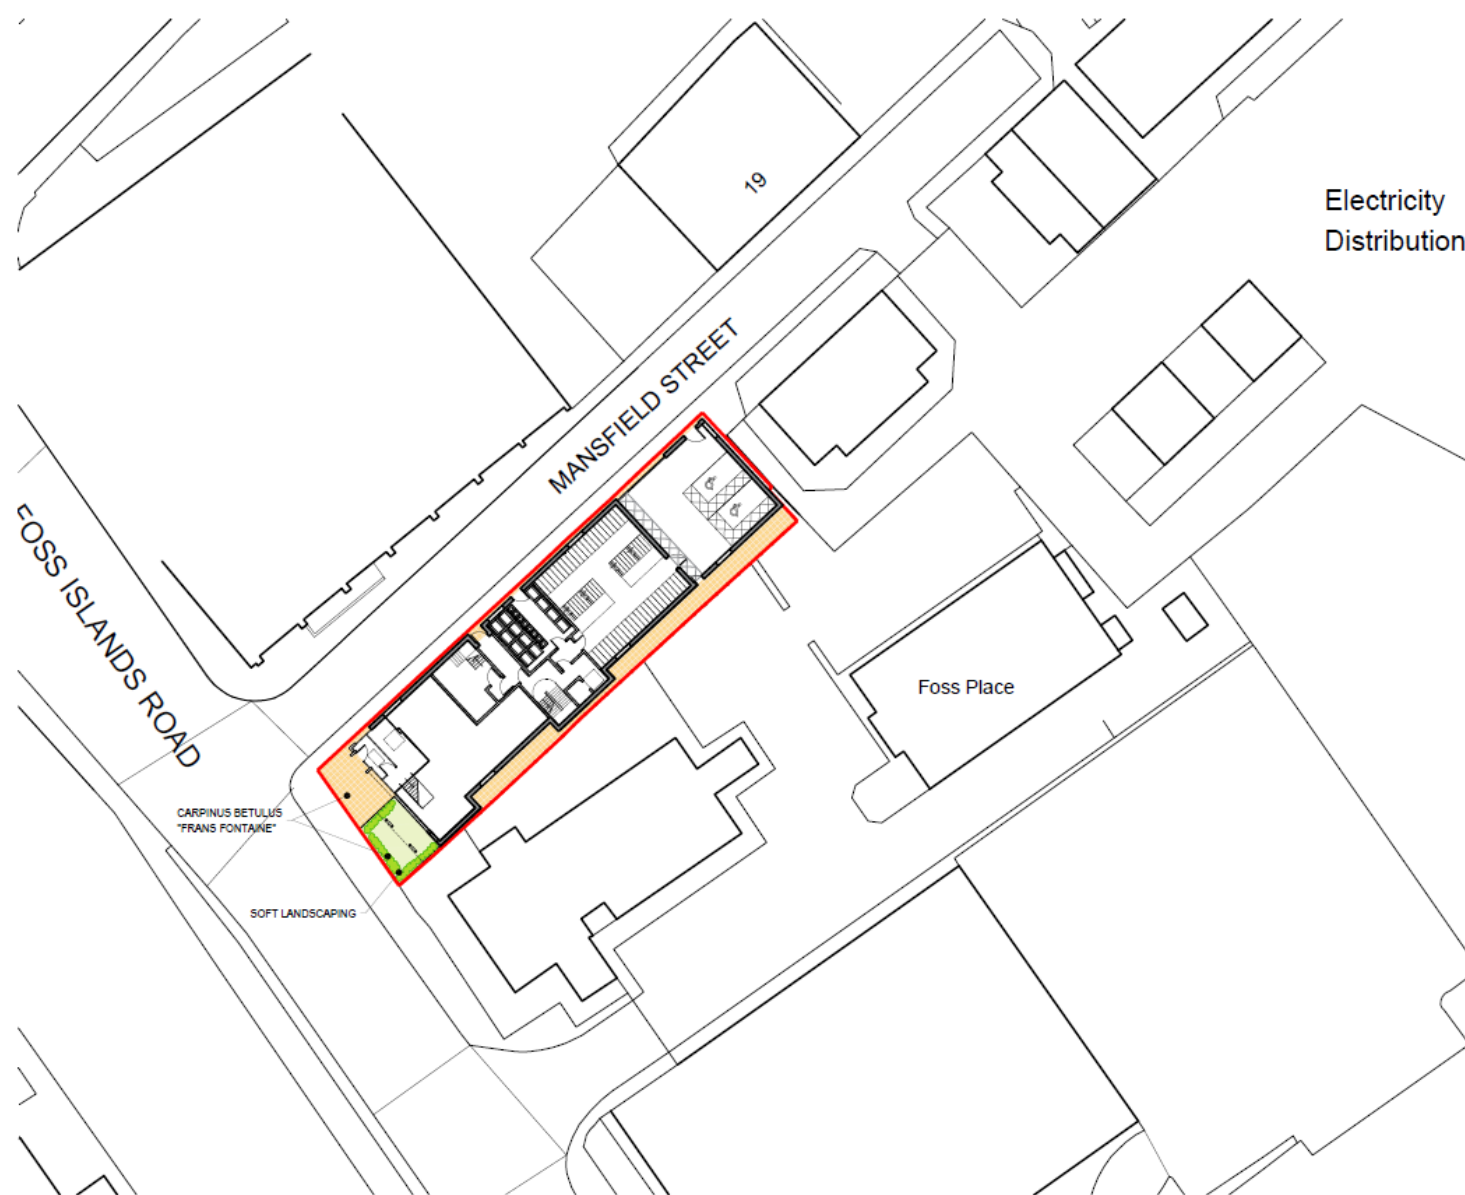 19
Electricity
Distribution
MANSFIELD STREET
FOSS ISLANDS ROAD
Foss Place
CARPINUS BETULUS
"FRANS FONTAINE"
SOFT LANDSCAPING